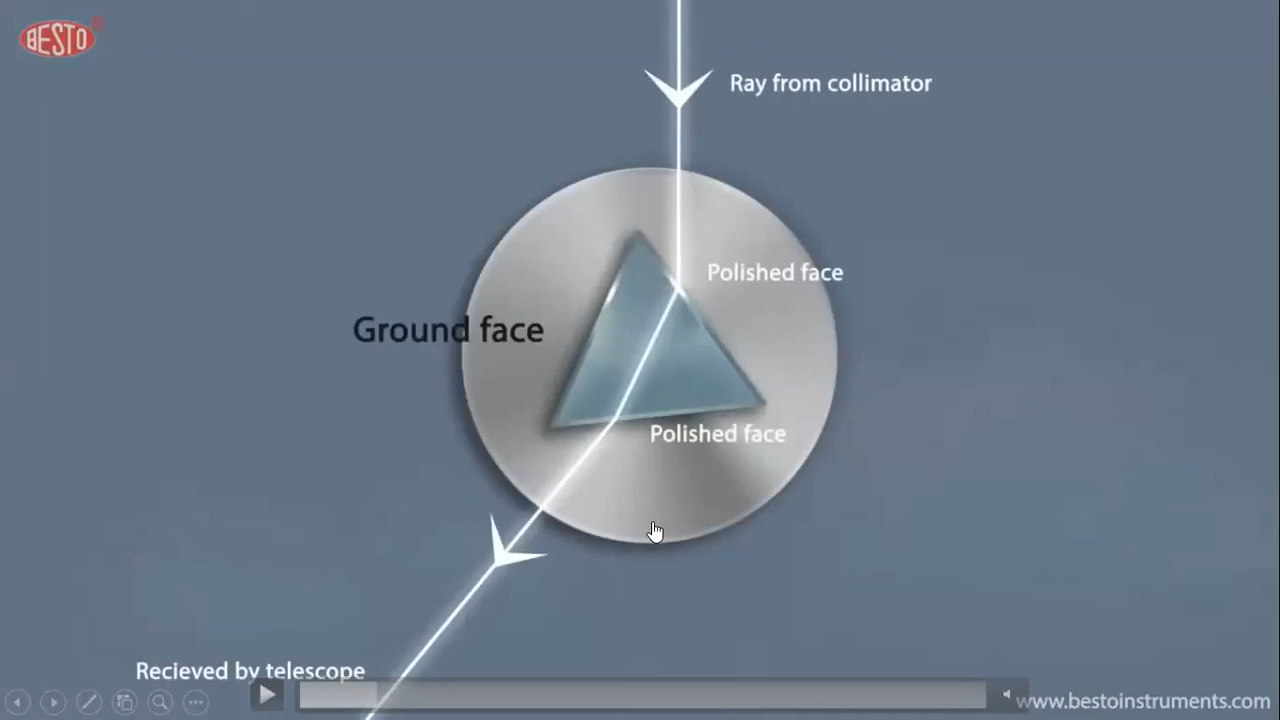 BESTO
Ray from collimator
Polished face
Ground face
Polished face
Recieved by telescope
www.bestoinstruments.com